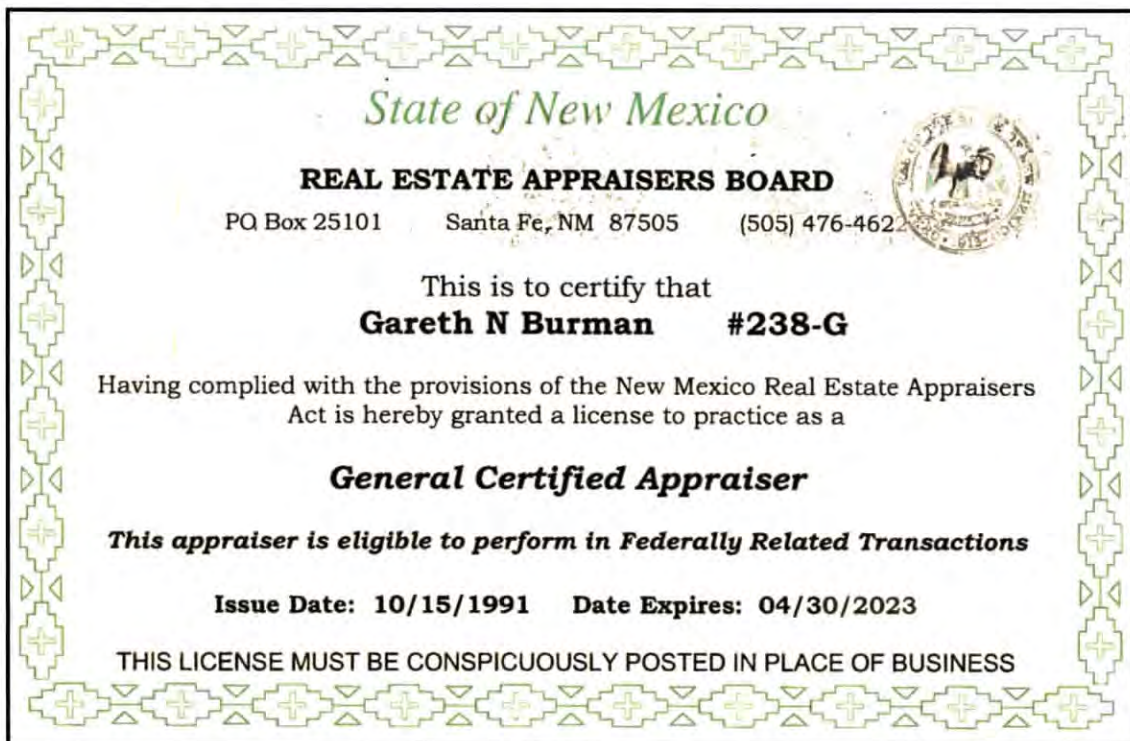 State of New Mexico
REAL ESTATE APPRAISERS BOARD
PO Box 25101 Santa Fe, NM 87505 (505) 476-462
This is to certify that
Gareth N Burman #238-G
Having complied with the provisions of the New Mexico Real Estate Appraisers
Act is hereby granted a license to practice as a
General Certified Appraiser
This appraiser is eligible to perform in Federally Related Transactions
Issue Date: 10/15/1991 Date Expires: 04/30/2023
THIS LICENSE MUST BE CONSPICUOUSLY POSTED IN PLACE OF BUSINESS